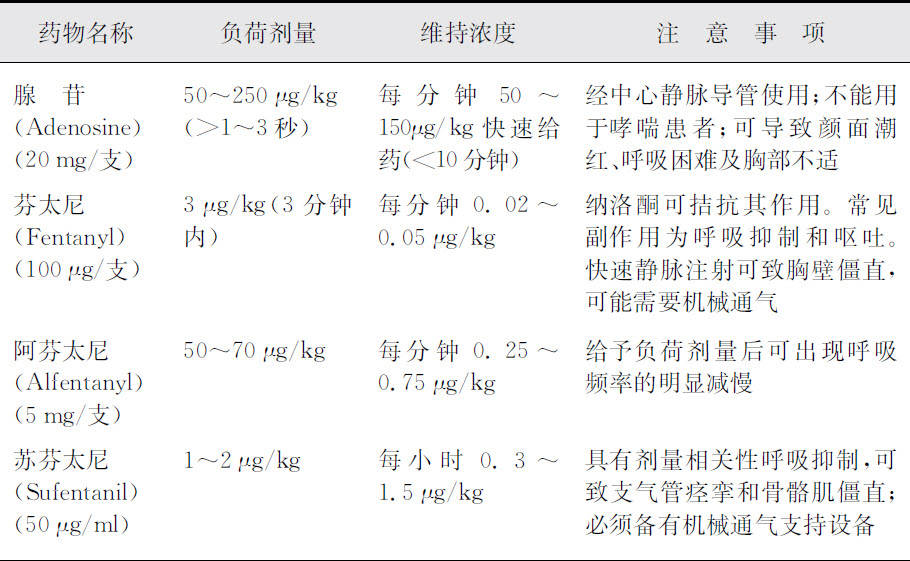 药物名称 负荷剂量 维持浓度 注 意 事 项
腺 苷 50～250 μg/kg 每 分 钟 50 ～ 经中心静脉导管使用；不能用
(Adenosine) (＞1～3 秒) 150μg/kg 快速给 于哮喘患者；可导致颜面潮
(20 mg/支) 药(＜10 分钟) 红、呼吸困难及胸部不适
芬太尼 3 μg/kg(3 分钟 每分钟 0.02～ 纳洛酮可拮抗其作用。常见
(Fentanyl) 内) 0.05 μg/kg 副作用为呼吸抑制和呕吐。
(100 μg/支) 快速静脉注射可致胸壁僵直，
可能需要机械通气
阿芬太尼 50～70 μg/kg 每分钟 0.25～ 给予负荷剂量后可出现呼吸
(Alfentanyl) 0.75 μg/kg 频率的明显减慢
(5 mg/支)
苏芬太尼 1～2 μg/kg 每小时 0.3～ 具有剂量相关性呼吸抑制，可
(Sufentanil) 1.5 μg/kg 致支气管痉挛和骨骼肌僵直；
(50 μg/ml) 必须备有机械通气支持设备